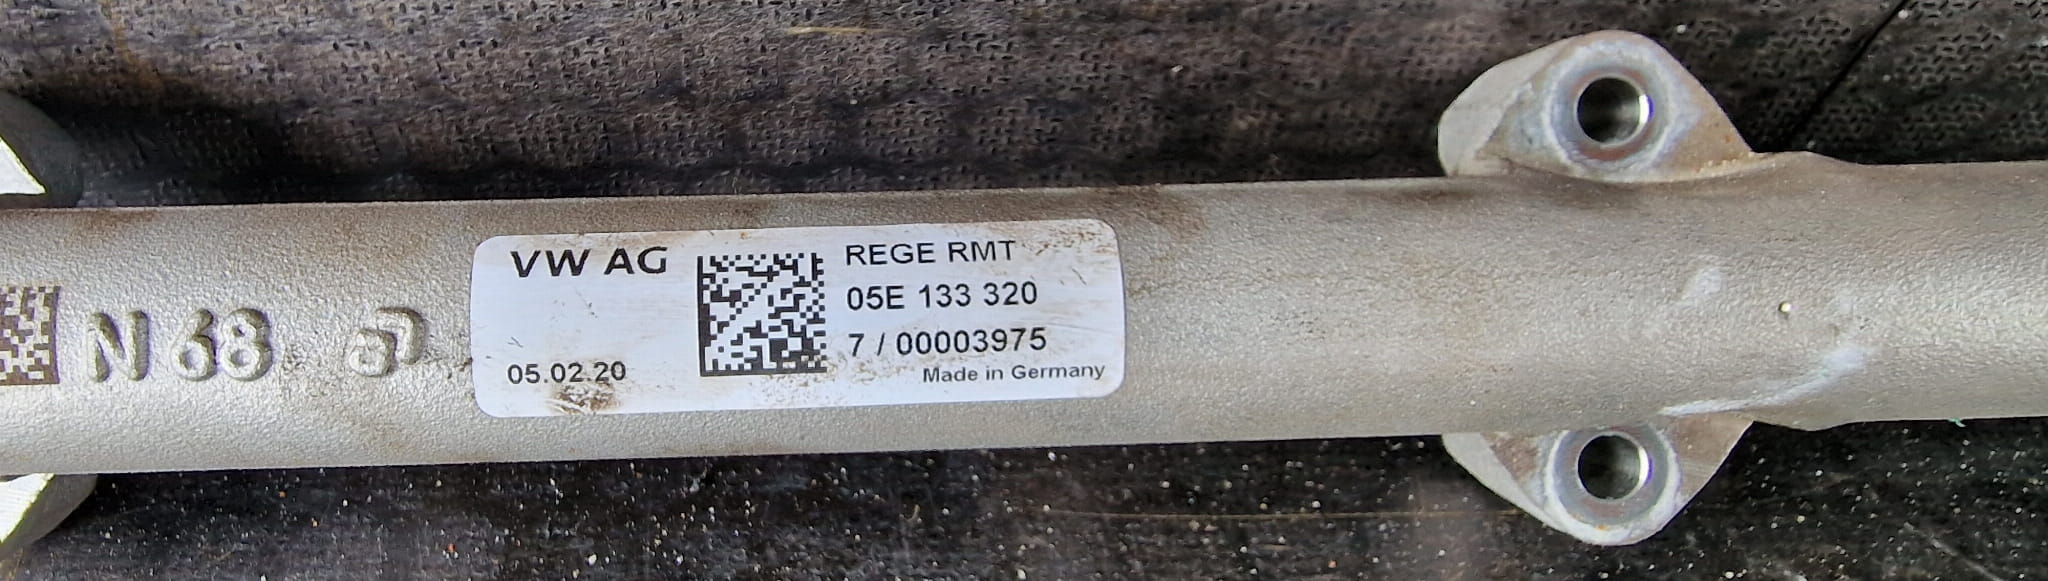 N 68
VW AG
05.02.20
REGE RMT
05E 133 320
7 / 00003975
Made in Germany